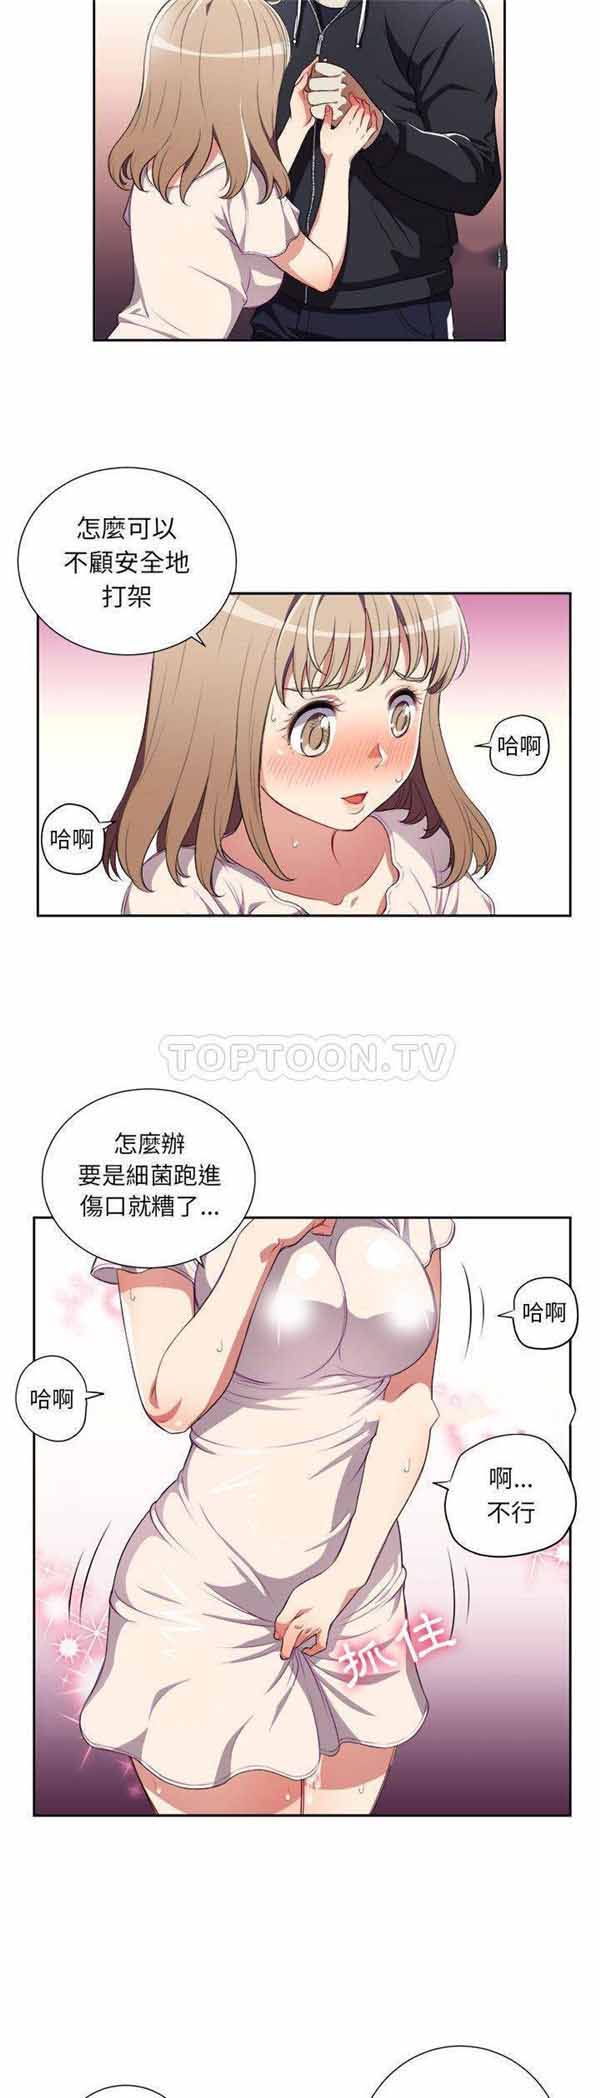 怎麼可以
不顧安全地
打架
哈啊
哈啊
TOPTOON.TV
怎麼辦
要是細菌跑進
傷口就糟了...
哈啊
哈啊
啊...
不行
抓住